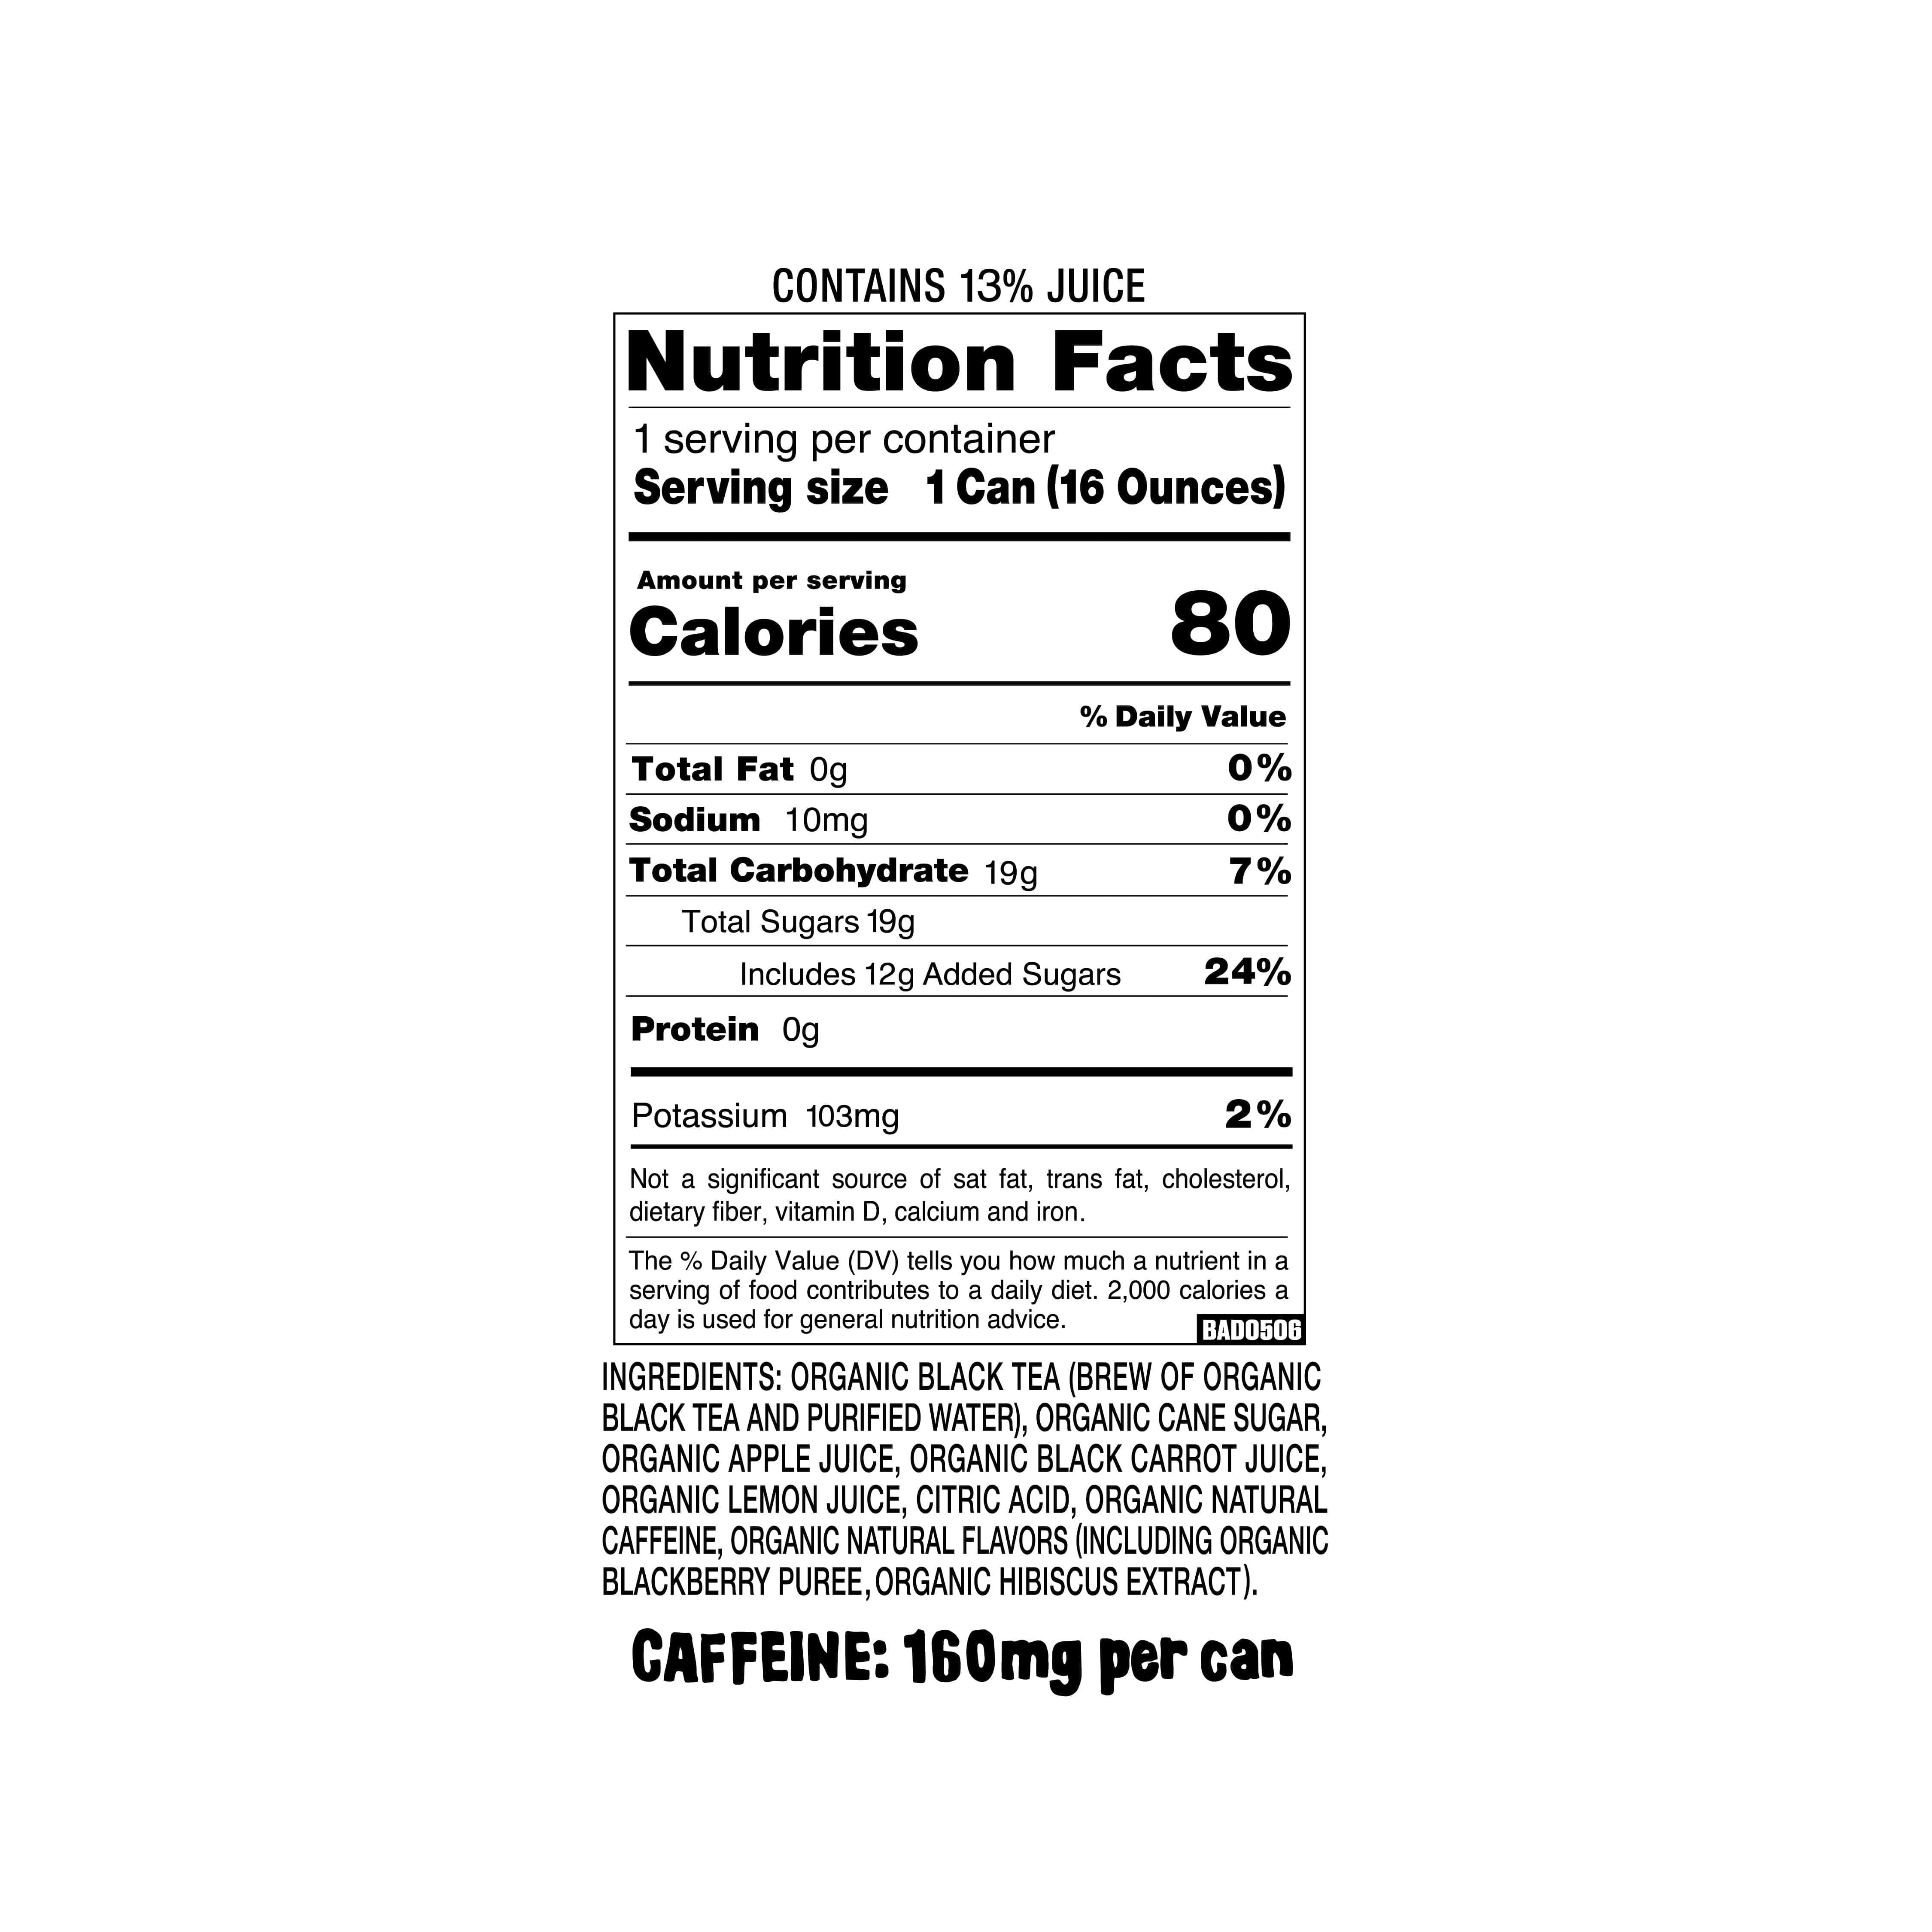 CONTAINS 13% JUICE
Nutrition Facts
1 serving per container
Serving size 1 Can (16 Ounces)
Amount per serving
Calories 80
% Daily Value
Total Fat 0g 0%
Sodium 10mg 0%
Total Carbohydrate 19g 7%
Total Sugars 19g
Includes 12g Added Sugars 24%
Protein 0g
Potassium 103mg 2%
Not a significant source of sat fat, trans fat, cholesterol,
dietary fiber, vitamin D, calcium and iron.
The % Daily Value (DV) tells you how much a nutrient in a
serving of food contributes to a daily diet. 2,000 calories a
day is used for general nutrition advice.
BAD0506
INGREDIENTS: ORGANIC BLACK TEA (BREW OF ORGANIC
BLACK TEA AND PURIFIED WATER), ORGANIC CANE SUGAR,
ORGANIC APPLE JUICE, ORGANIC BLACK CARROT JUICE,
ORGANIC LEMON JUICE, CITRIC ACID, ORGANIC NATURAL
CAFFEINE, ORGANIC NATURAL FLAVORS (INCLUDING ORGANIC
BLACKBERRY PUREE, ORGANIC HIBISCUS EXTRACT).
CAFFEINE: 160mg per can